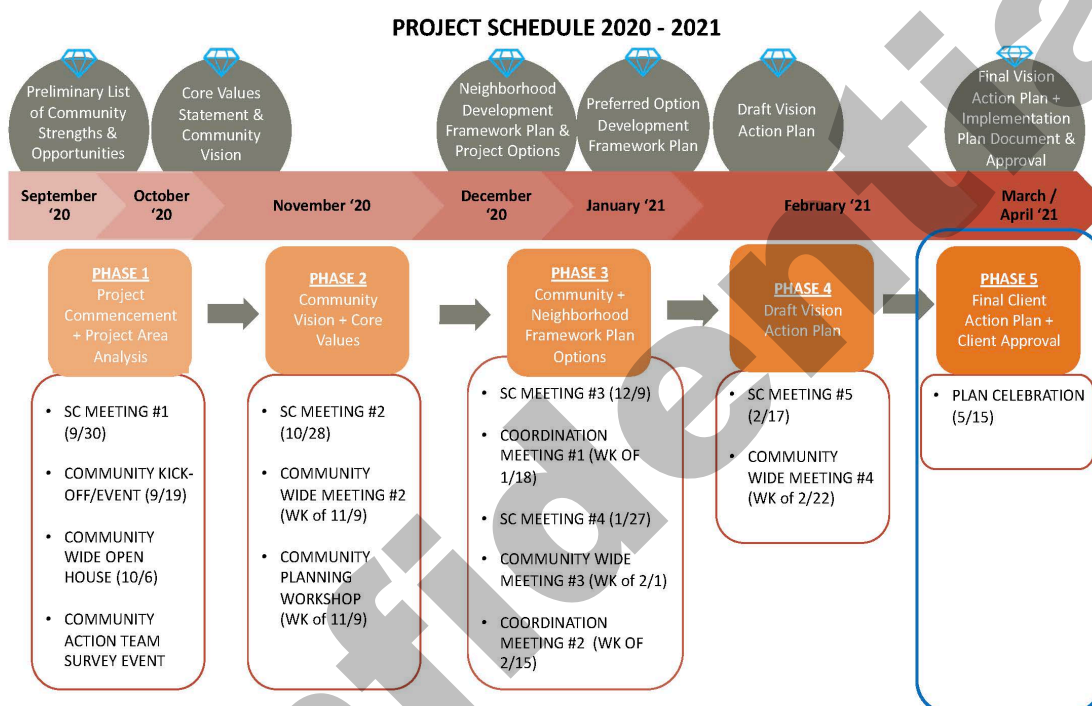 PROJECT SCHEDULE 2020 - 2021
Preliminary List
of Community
Strengths &
Opportunities
Core Values
Statement &
Community
Vision
Neighborhood
Development
Framework Plan &
Project Options
Preferred Option
Development
Framework Plan
Draft Vision
Action Plan
Final Vision
Action Plan +
Implementation
Plan Document &
Approval
September
‘20
October
‘20
November ‘20
December
‘20
January ‘21
February ‘21
March /
April ‘21
PHASE 1
Project
Commencement
+ Project Area
Analysis
PHASE 2
Community
Vision + Core
Values
PHASE 3
Community +
Neighborhood
Framework Plan
Options
PHASE 4
Draft Vision
Action Plan
PHASE 5
Final Client
Action Plan +
Client Approval
• SC MEETING #1
(9/30)
• COMMUNITY KICK-
OFF/EVENT (9/19)
• COMMUNITY
WIDE OPEN
HOUSE (10/6)
• COMMUNITY
ACTION TEAM
SURVEY EVENT
• SC MEETING #2
(10/28)
• COMMUNITY
WIDE MEETING #2
(WK of 11/9)
• COMMUNITY
PLANNING
WORKSHOP
(WK of 11/9)
• SC MEETING #3 (12/9)
• COORDINATION
MEETING #1 (WK OF
1/18)
• SC MEETING #4 (1/27)
• COMMUNITY WIDE
MEETING #3 (WK of 2/1)
• COORDINATION
MEETING #2 (WK OF
2/15)
• SC MEETING #5
(2/17)
• COMMUNITY
WIDE MEETING #4
(WK of 2/22)
• PLAN CELEBRATION
(5/15)
fidentia